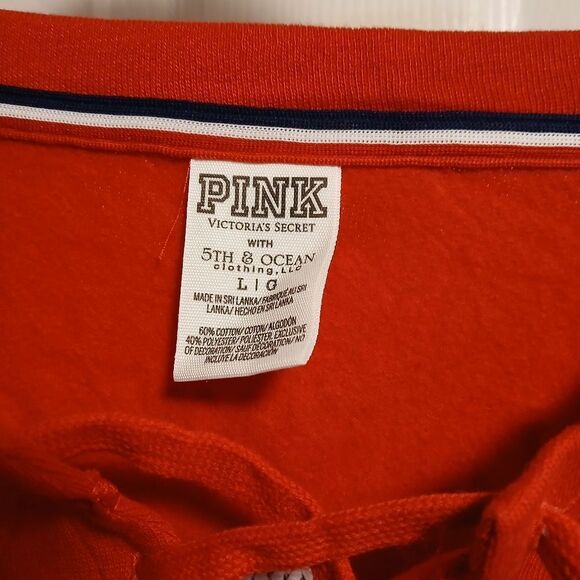 PINK
VICTORIA'S SECRET
WITH
5TH & OCEAN
clothing, LLC
L | G
MADE IN SRI LANKA/ FABRIQUÉ AU SRI
LANKA/ HECHO EN SRI LANKA
60% COTTON/ COTON/ ALGODÓN
40% POLYESTER/ POLIÉSTER, EXCLUSIVE
OF DECORATION/ SAUF DÉCORATION/ NO
INCLUYE LA DECORACIÓN